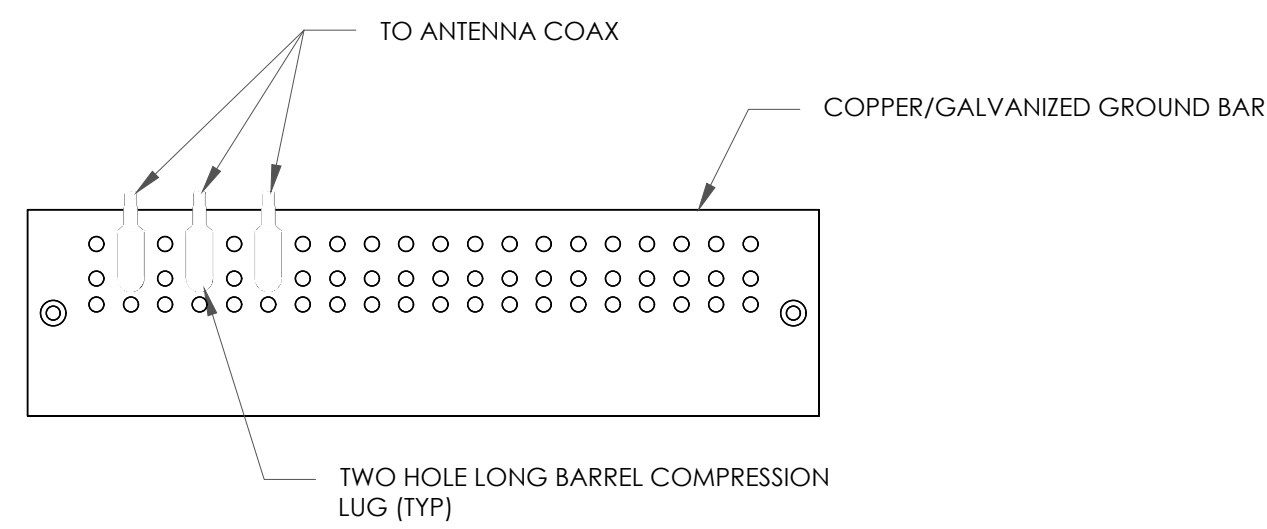 TO ANTENNA COAX
COPPER/GALVANIZED GROUND BAR
TWO HOLE LONG BARREL COMPRESSION
LUG (TYP)